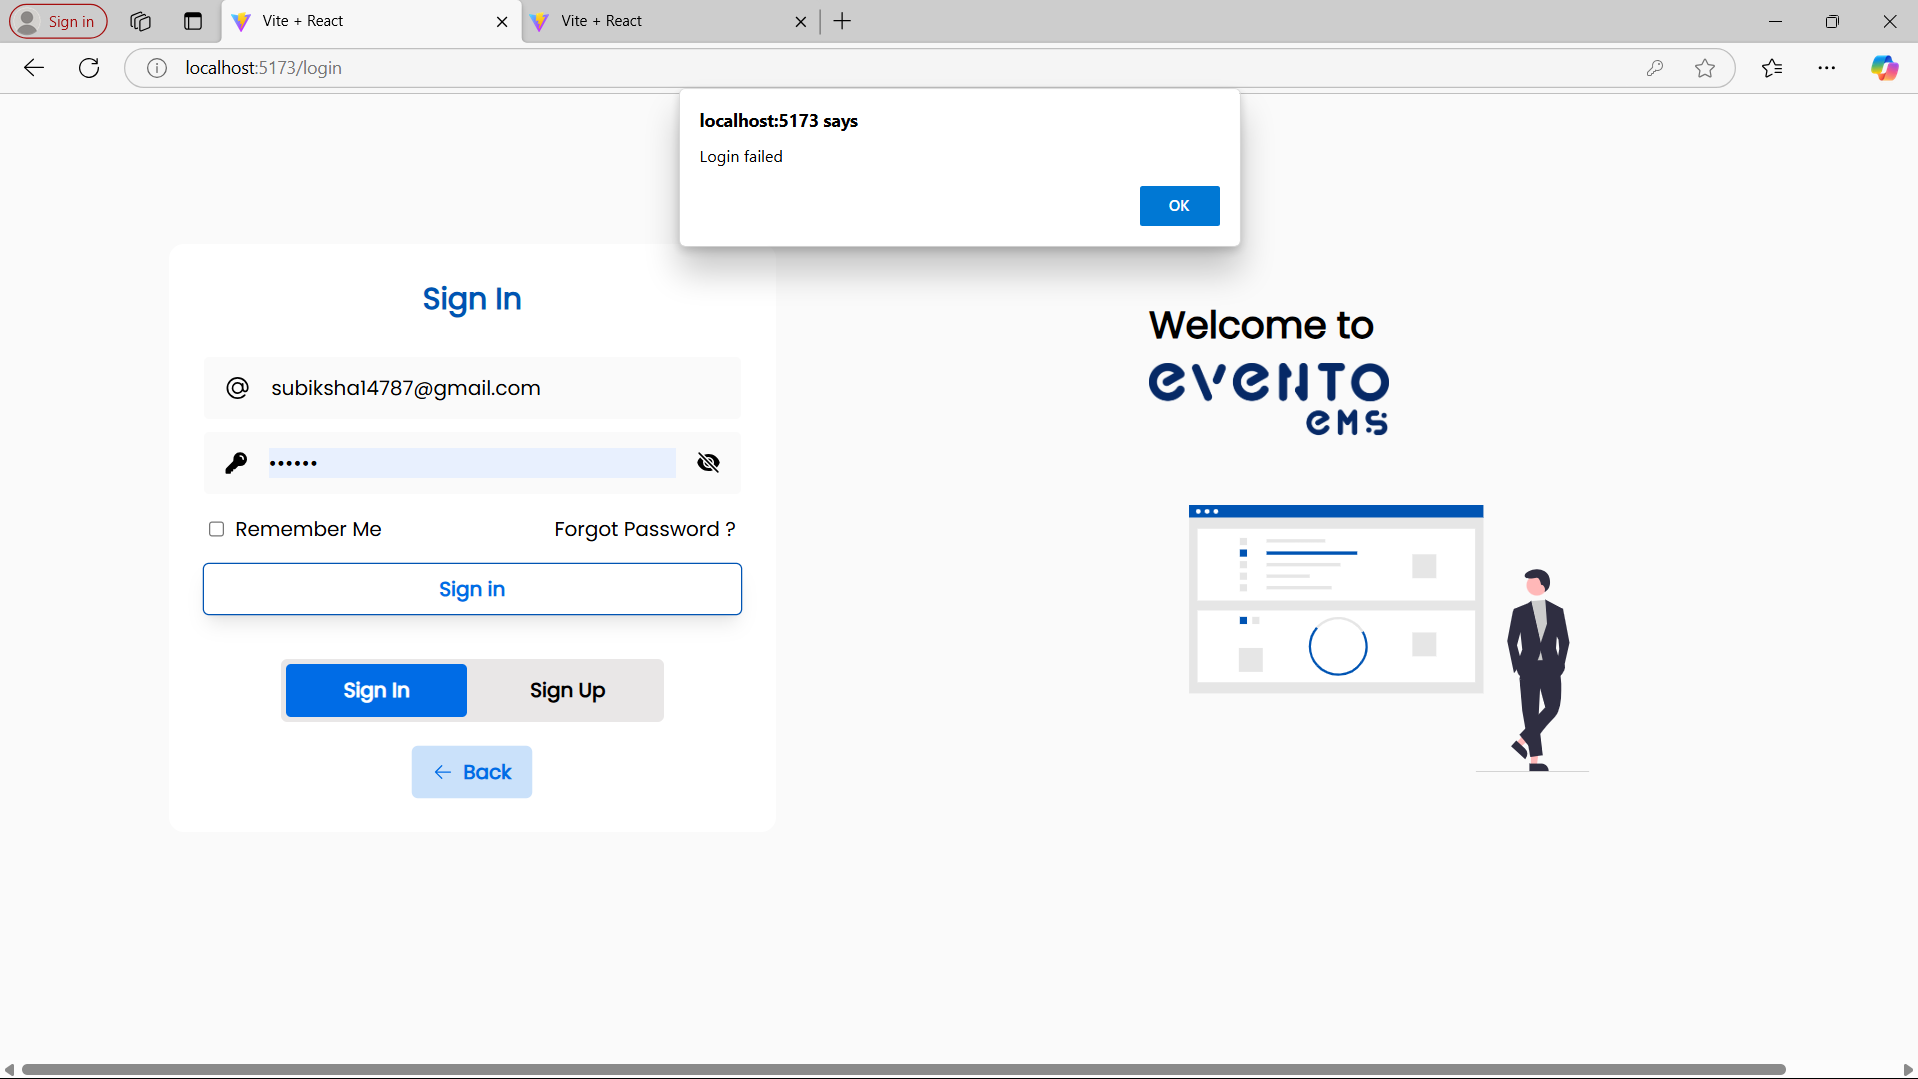 Sign in
Vite + React
Vite + React
localhost:5173/login
localhost:5173 says
Login failed
OK
Sign In
subiksha14787@gmail.com
Remember Me
Forgot Password ?
Sign in
Sign In
Sign Up
Back
Welcome to
evento
ems